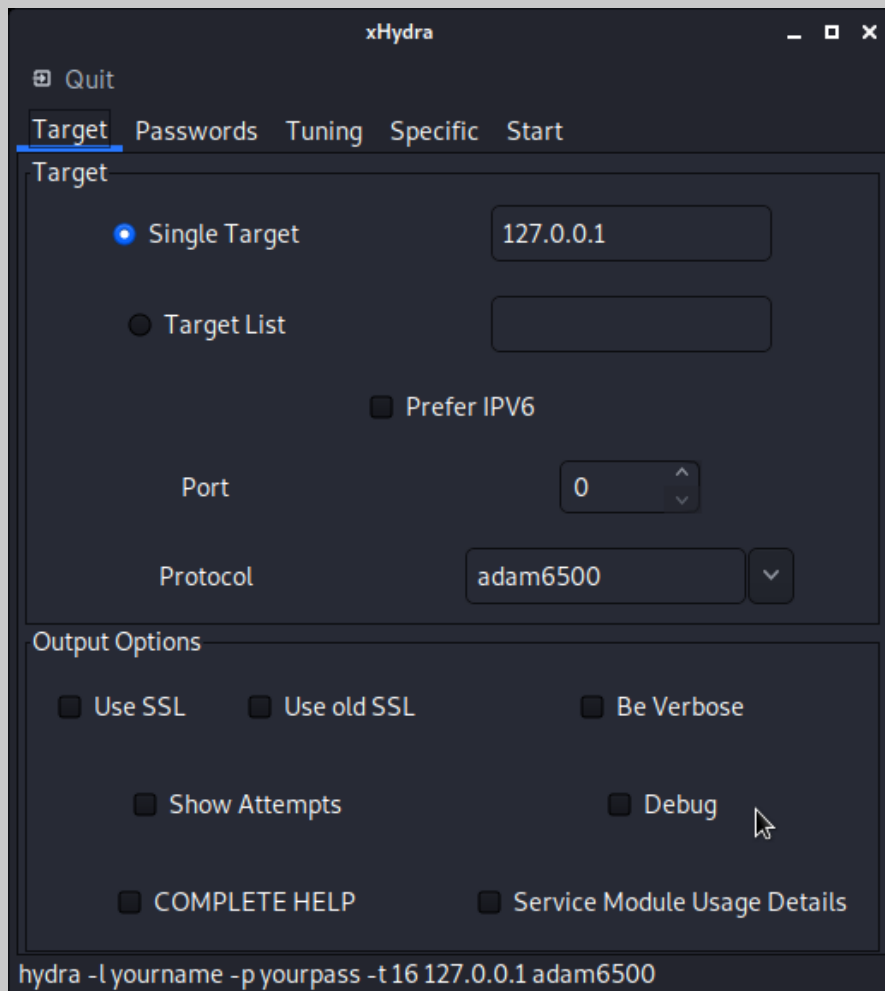 xHydra
Quit
Target Passwords Tuning Specific Start
Target
Single Target 127.0.0.1
Target List
Prefer IPV6
Port 0
Protocol adam6500
Output Options
Use SSL Use old SSL Be Verbose
Show Attempts Debug
COMPLETE HELP Service Module Usage Details
hydra -l yourname -p yourpass -t 16 127.0.0.1 adam6500